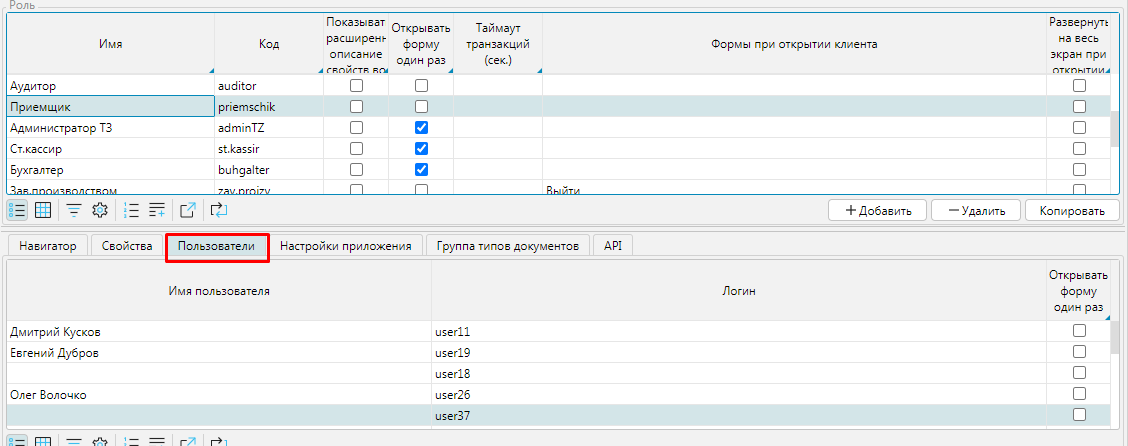 Роль
Имя
Код
Показыват
расширенн
описание
свойств во
Открывать
форму
один раз
Таймаут
транзакций
(сек.)
Формы при открытии клиента
Развернуть
на весь
экран при
открытии
Аудитор auditor
Приемщик priemschik
Администратор ТЗ adminTZ
Ст.кассир st.kassir
Бухгалтер buhgalter
Зав.производством zav.proizv Выйти
Добавить Удалить Копировать
Навигатор Свойства Пользователи Настройки приложения Группа типов документов API
Имя пользователя
Логин
Открывать
форму
один раз
Дмитрий Кусков user11
Евгений Дубров user19
user18
Олег Волочко user26
user37